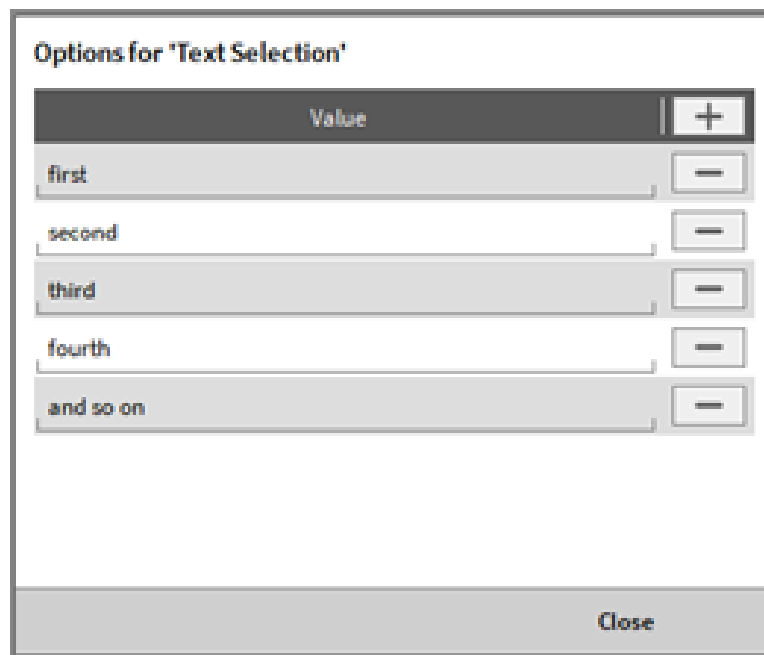 Options for 'Text Selection'
Value
first
second
third
fourth
and so on
Close